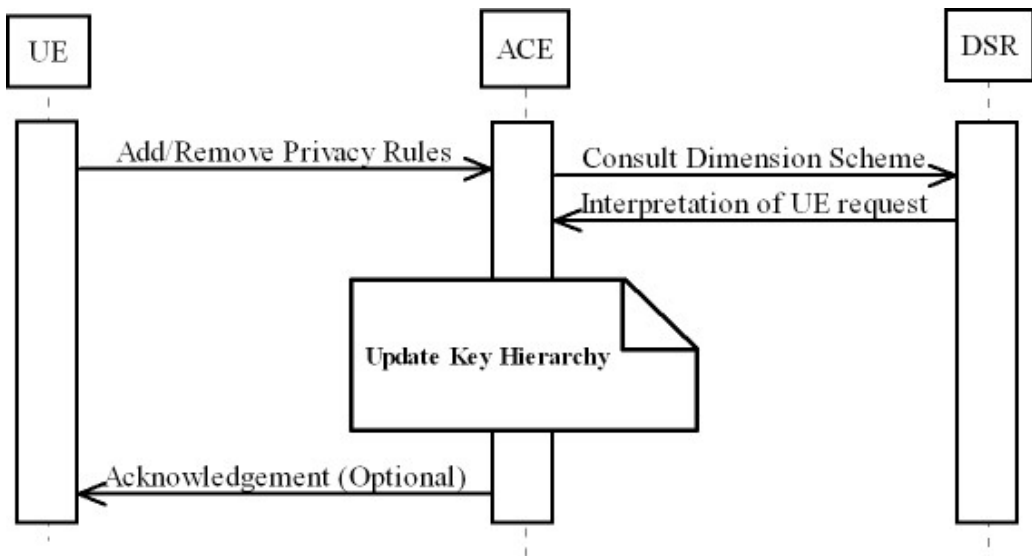 UE
ACE
DSR
Add/Remove Privacy Rules
Consult Dimension Scheme
Interpretation of UE request
Update Key Hierarchy
Acknowledgement (Optional)